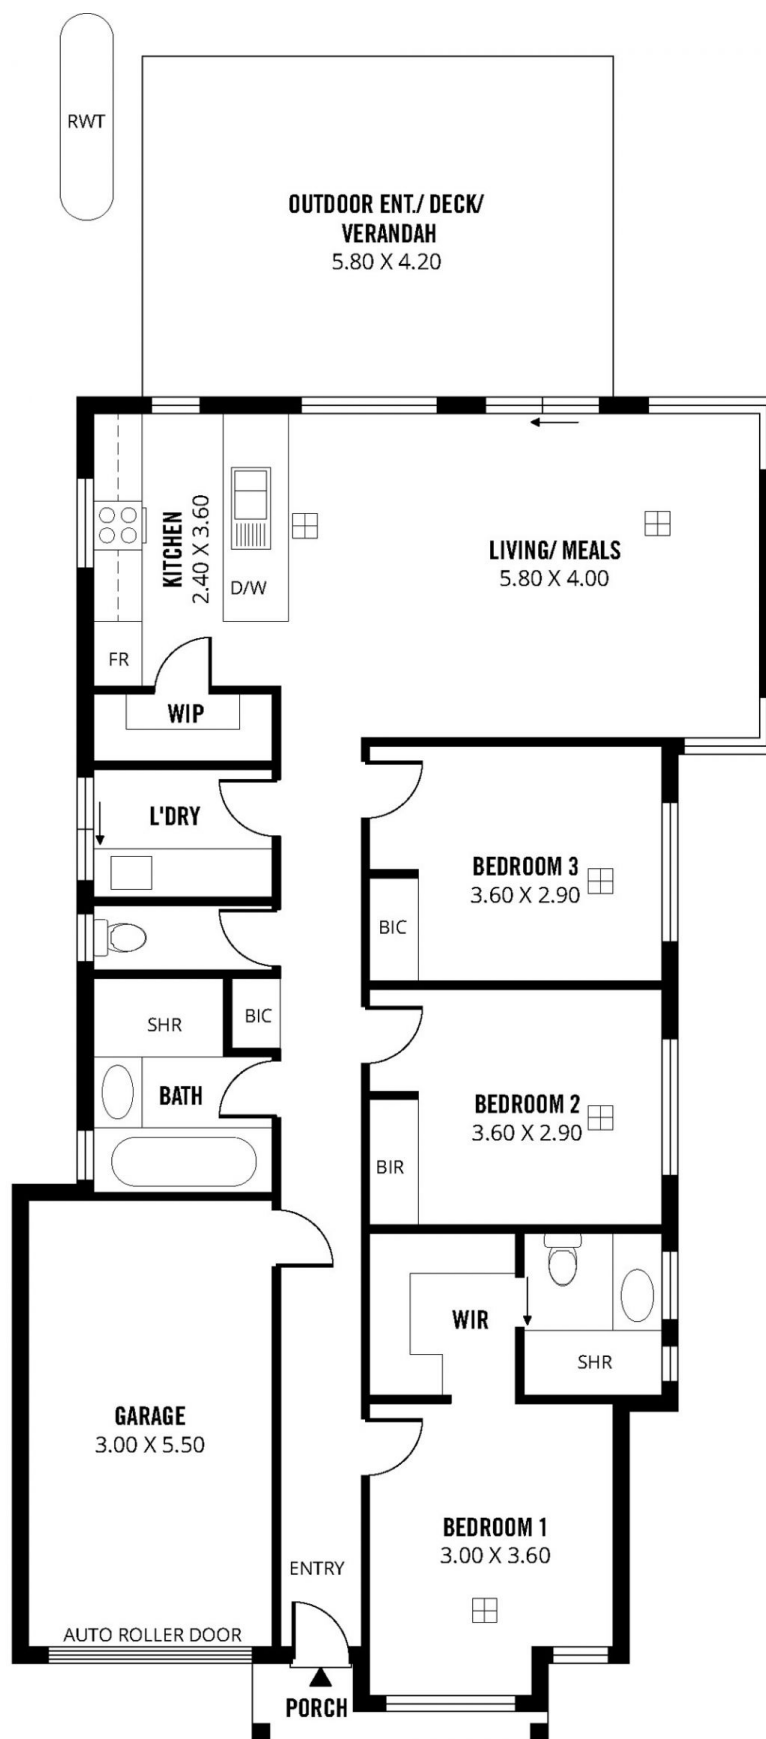 RWT
OUTDOOR ENT./ DECK/
VERANDAH
5.80 X 4.20
KITCHEN
2.40 X 3.60
D/W
LIVING/ MEALS
5.80 X 4.00
FR
WIP
L'DRY
BEDROOM 3
3.60 X 2.90
BIC
SHR
BIC
BATH
BEDROOM 2
3.60 X 2.90
BIR
WIR
SHR
GARAGE
3.00 X 5.50
BEDROOM 1
3.00 X 3.60
ENTRY
AUTO ROLLER DOOR
PORCH